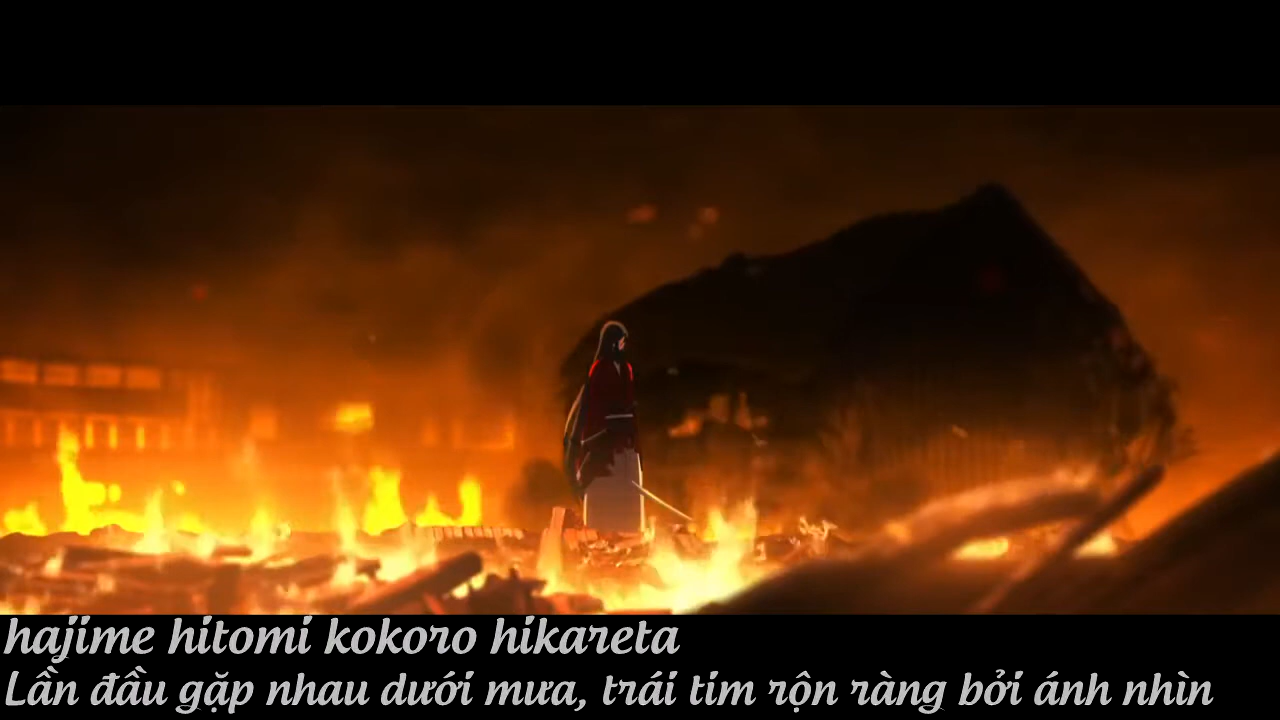 hajime hitomi kokoro hikareta
Lần đầu gặp nhau dưới mưa, trái tim rộn ràng bởi ánh nhìn